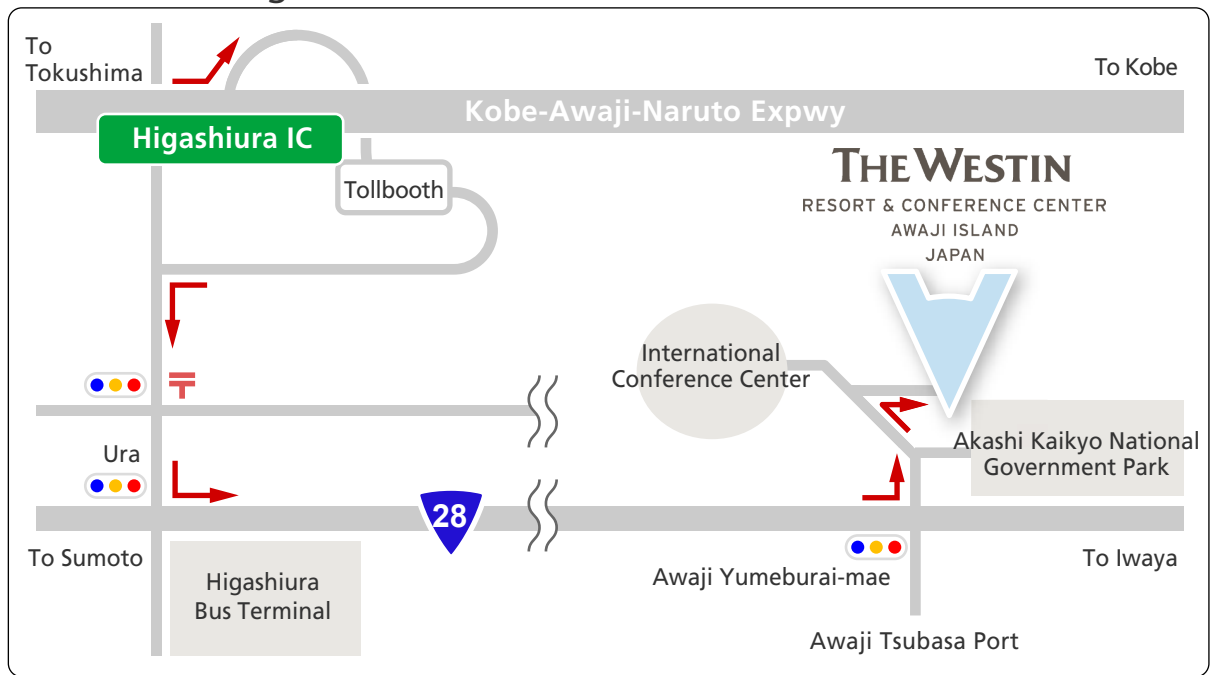 To
Tokushima
To Kobe
Kobe-Awaji-Naruto Expwy
Higashiura IC
Tollbooth
THE WESTIN
RESORT & CONFERENCE CENTER
AWAJI ISLAND
JAPAN
International
Conference Center
〒
Akashi Kaikyo National
Government Park
Ura
28
To Sumoto
Awaji Yumeburai-mae
To Iwaya
Higashiura
Bus Terminal
Awaji Tsubasa Port